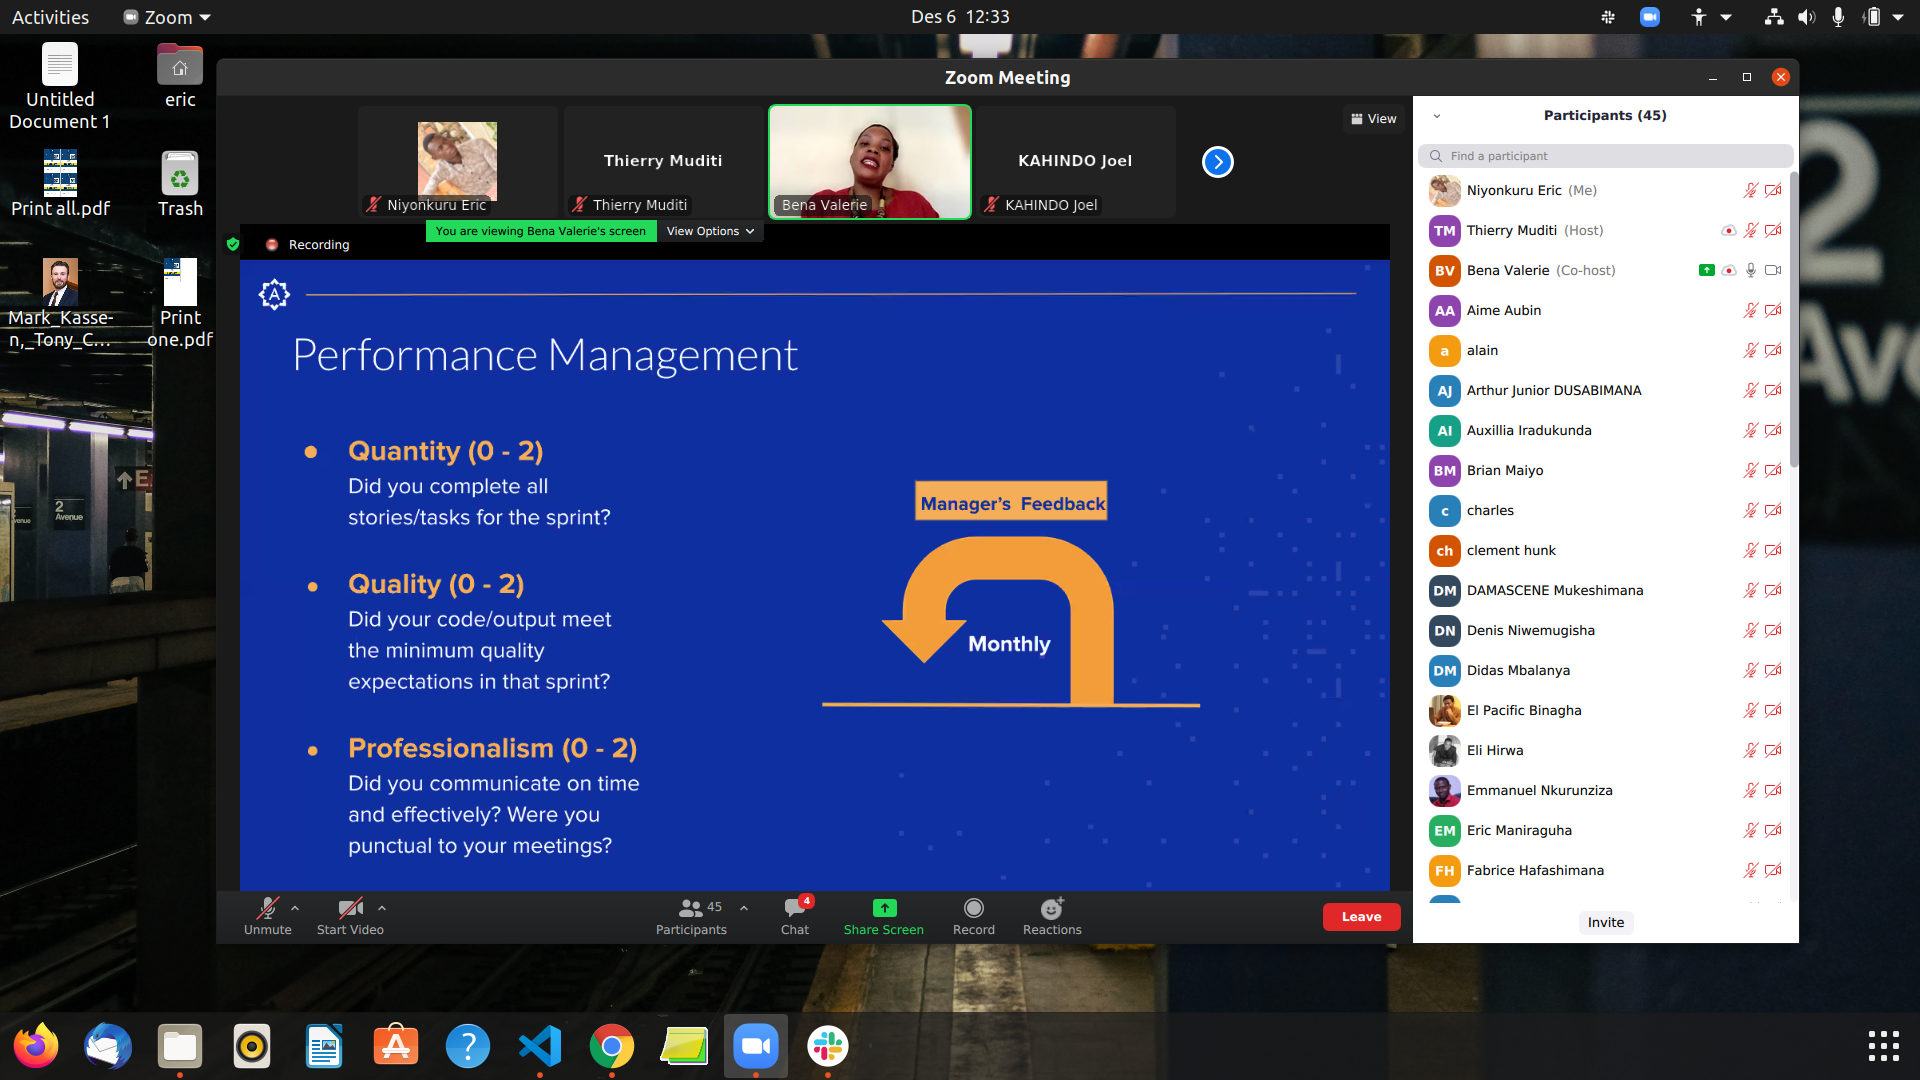 Activities
Zoom
Des 6 12:33
Untitled
Document 1
eric
Print all.pdf
Trash
Mark_Kasse-
n,_Tony_C...
Print
one.pdf
2
Avenue
2
Ave
Zoom Meeting
Niyonkuru Eric
Thierry Muditi
Thierry Muditi
Bena Valerie
KAHINDO Joel
KAHINDO Joel
View
You are viewing Bena Valerie's screen
View Options
Recording
A
Performance Management
Quantity (0 - 2)
Did you complete all
stories/tasks for the sprint?
Quality (0 - 2)
Did your code/output meet
the minimum quality
expectations in that sprint?
Professionalism (0 - 2)
Did you communicate on time
and effectively? Were you
punctual to your meetings?
Manager's Feedback
Monthly
Participants (45)
Find a participant
Niyonkuru Eric (Me)
TM Thierry Muditi (Host)
BV Bena Valerie (Co-host)
AA Aime Aubin
a alain
AJ Arthur Junior DUSABIMANA
AI Auxillia Iradukunda
BM Brian Maiyo
c charles
ch clement hunk
DM DAMASCENE Mukeshimana
DN Denis Niwemugisha
DM Didas Mbalanya
El Pacific Binagha
Eli Hirwa
Emmanuel Nkurunziza
EM Eric Maniraguha
FH Fabrice Hafashimana
Invite
Unmute
Start Video
45
Participants
4
Chat
Share Screen
Record
Reactions
Leave